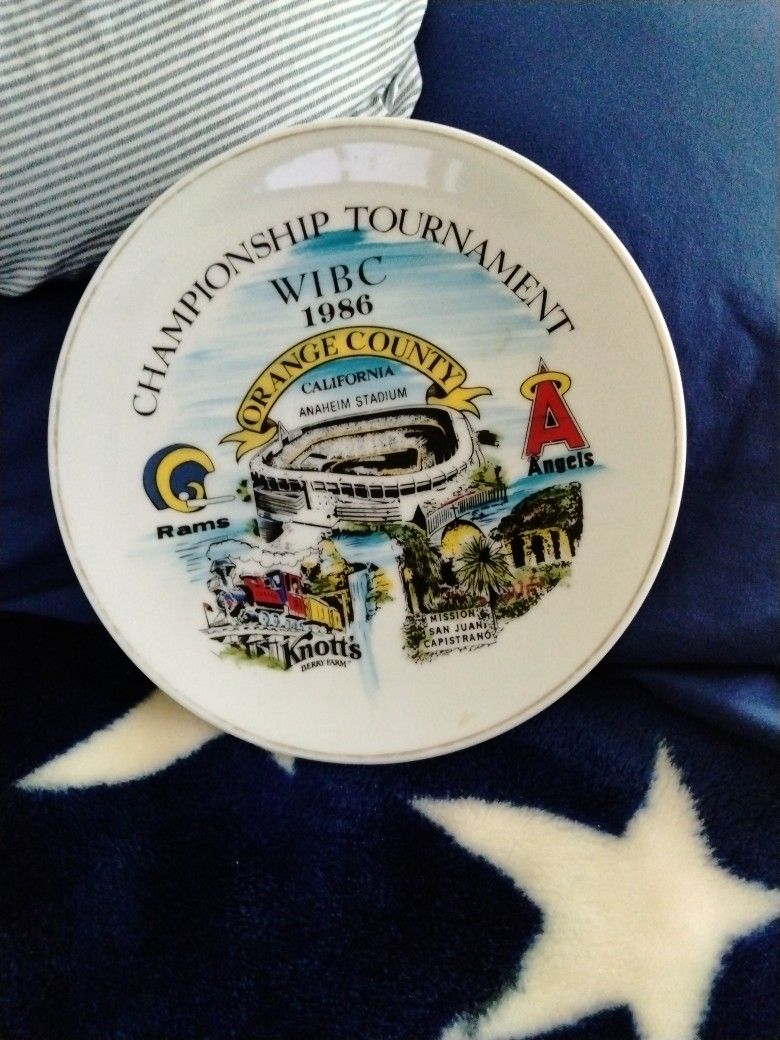 CHAMPIONSHIP TOURNAMENT
WIBC
1986
ORANGE COUNTY
CALIFORNIA
ANAHEIM STADIUM
A
Angels
Rams
Knott's
BERRY FARM
MISSION
SAN JUAN
CAPISTRANO